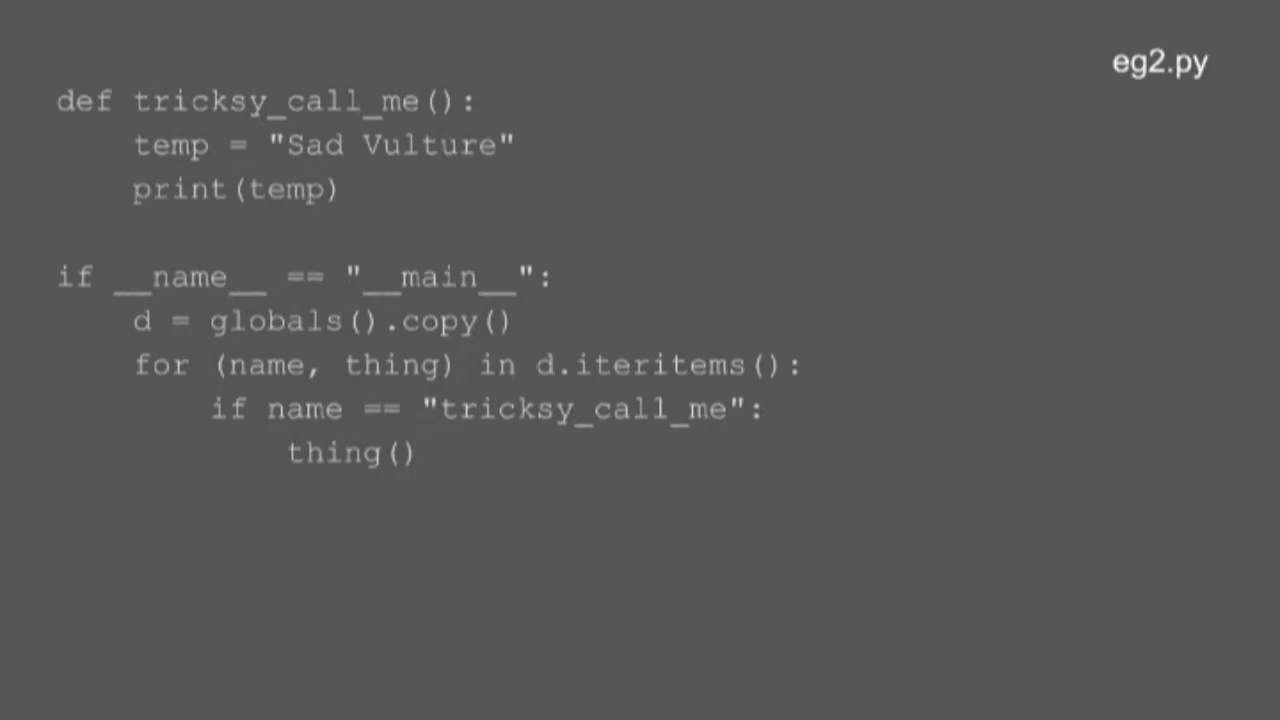 eg2.py
def tricksy_call_me():
    temp = "Sad Vulture"
    print(temp)

if __name__ == "__main__":
    d = globals().copy()
    for (name, thing) in d.iteritems():
        if name == "tricksy_call_me":
            thing()